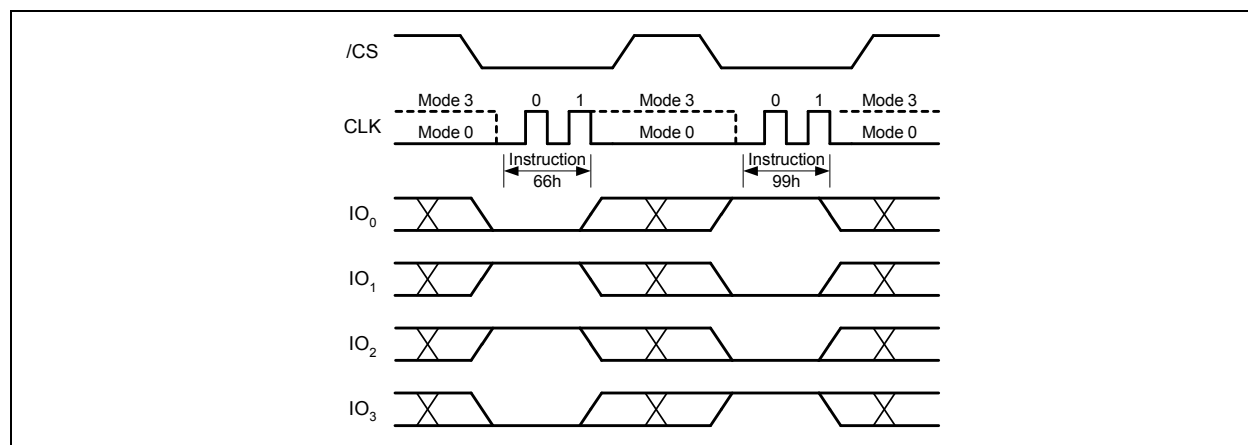 /CS
Mode 3 0 1 Mode 3 0 1 Mode 3
CLK
Mode 0 Mode 0 Mode 0
Instruction Instruction
66h 99h
IO0
IO1
IO2
IO3